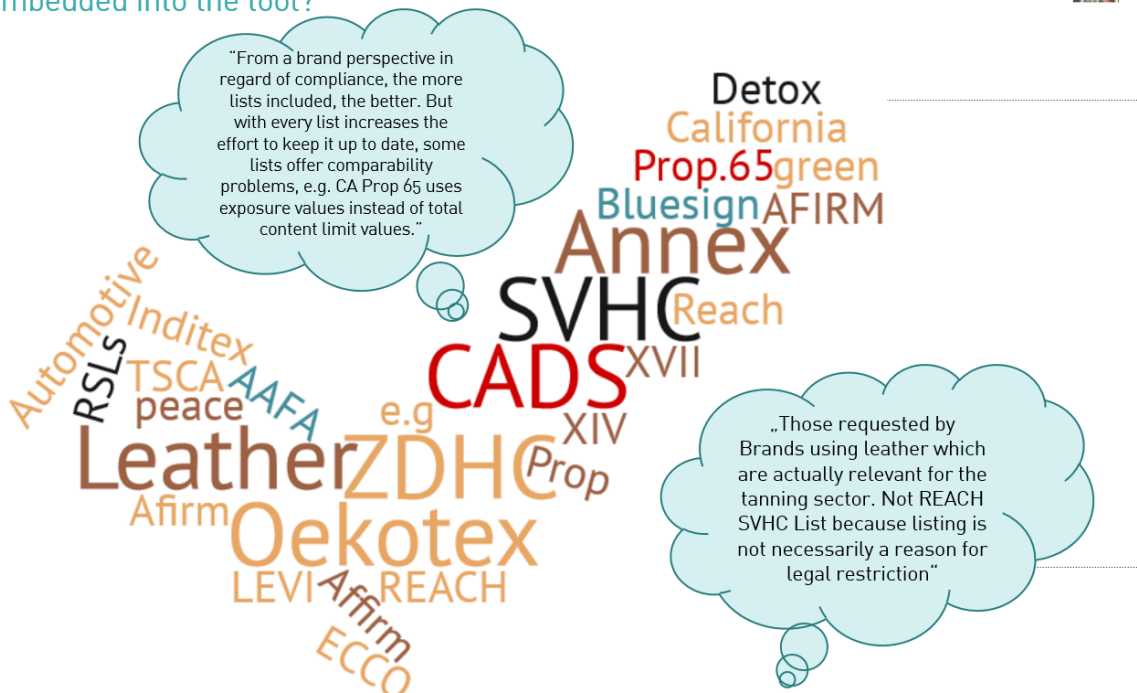 mbedded into the tool?
“From a brand perspective in
regard of compliance, the more
lists included, the better. But
with every list increases the
effort to keep it up to date, some
lists offer comparability
problems, e.g. CA Prop 65 uses
exposure values instead of total
content limit values.”
Detox
California
Prop.65 green
Bluesign AFIRM
Annex
SVHC Reach
CADS XVII
XIV
Automotive
Inditex
RSLs
TSCA AAFA
peace
e.g
Leather ZDHC Prop
Afirm Oekotex
LEVI Affirm REACH
ECCO
„Those requested by
Brands using leather which
are actually relevant for the
tanning sector. Not REACH
SVHC List because listing is
not necessarily a reason for
legal restriction“